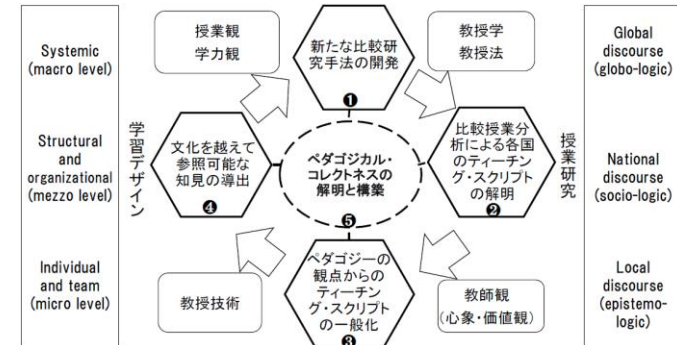 Systemic
(macro level)
Structural
and
organizational
(mezzo level)
Individual
and team
(micro level)
学習デザイン
授業観
学力観
新たな比較研
究手法の開発
❶
教授学
教授法
文化を越えて
参照可能な
知見の導出
❹
ペダゴジカル・
コレクトネスの
解明と構築
❺
比較授業分
析による各国
のティーチン
グ・スクリプト
の解明
❷
教授技術
ペダゴジーの
観点からの
ティーチン
グ・スクリプト
の一般化
❸
教師観
(心象・価値観)
授業研究
Global
discourse
(globo-logic)
National
discourse
(socio-logic)
Local
discourse
(epistemo-
logic)